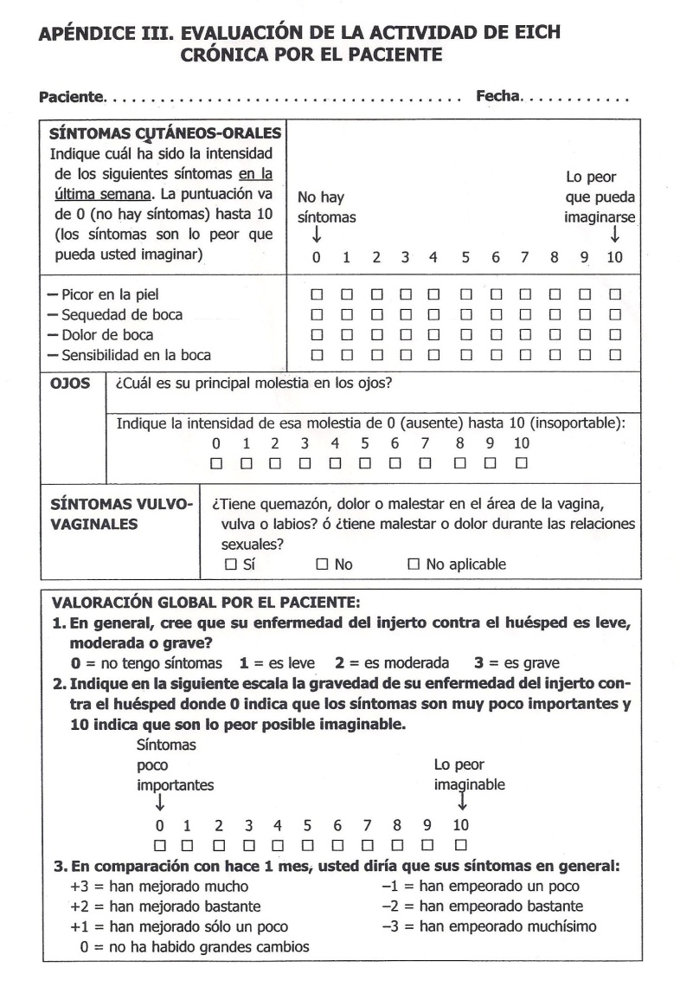 APÉNDICE III. EVALUACIÓN DE LA ACTIVIDAD DE EICH
CRÓNICA POR EL PACIENTE
Paciente. . . . . . . . . . . . . . . . . . . . . . . . . . . . . . . . . . . . . . Fecha. . . . . . . . . . . .
SÍNTOMAS CUTÁNEOS-ORALES
Indique cuál ha sido la intensidad
de los siguientes síntomas en la
última semana. La puntuación va
de 0 (no hay síntomas) hasta 10
(los síntomas son lo peor que
pueda usted imaginar)
No hay
síntomas
Lo peor
que pueda
imaginarse
0 1 2 3 4 5 6 7 8 9 10
— Picor en la piel
— Sequedad de boca
— Dolor de boca
— Sensibilidad en la boca
OJOS
¿Cuál es su principal molestia en los ojos?
Indique la intensidad de esa molestia de 0 (ausente) hasta 10 (insoportable):
0 1 2 3 4 5 6 7 8 9 10
SÍNTOMAS VULVO-
VAGINALES
¿Tiene quemazón, dolor o malestar en el área de la vagina,
vulva o labios? ó ¿tiene malestar o dolor durante las relaciones
sexuales?
□ Sí □ No □ No aplicable
VALORACIÓN GLOBAL POR EL PACIENTE:
1. En general, cree que su enfermedad del injerto contra el huésped es leve,
moderada o grave?
0 = no tengo síntomas 1 = es leve 2 = es moderada 3 = es grave
2. Indique en la siguiente escala la gravedad de su enfermedad del injerto con-
tra el huésped donde 0 indica que los síntomas son muy poco importantes y
10 indica que son lo peor posible imaginable.
Síntomas
poco
importantes
Lo peor
imaginable
0 1 2 3 4 5 6 7 8 9 10
3. En comparación con hace 1 mes, usted diría que sus síntomas en general:
+3 = han mejorado mucho
+2 = han mejorado bastante
+1 = han mejorado sólo un poco
0 = no ha habido grandes cambios
–1 = han empeorado un poco
–2 = han empeorado bastante
–3 = han empeorado muchísimo